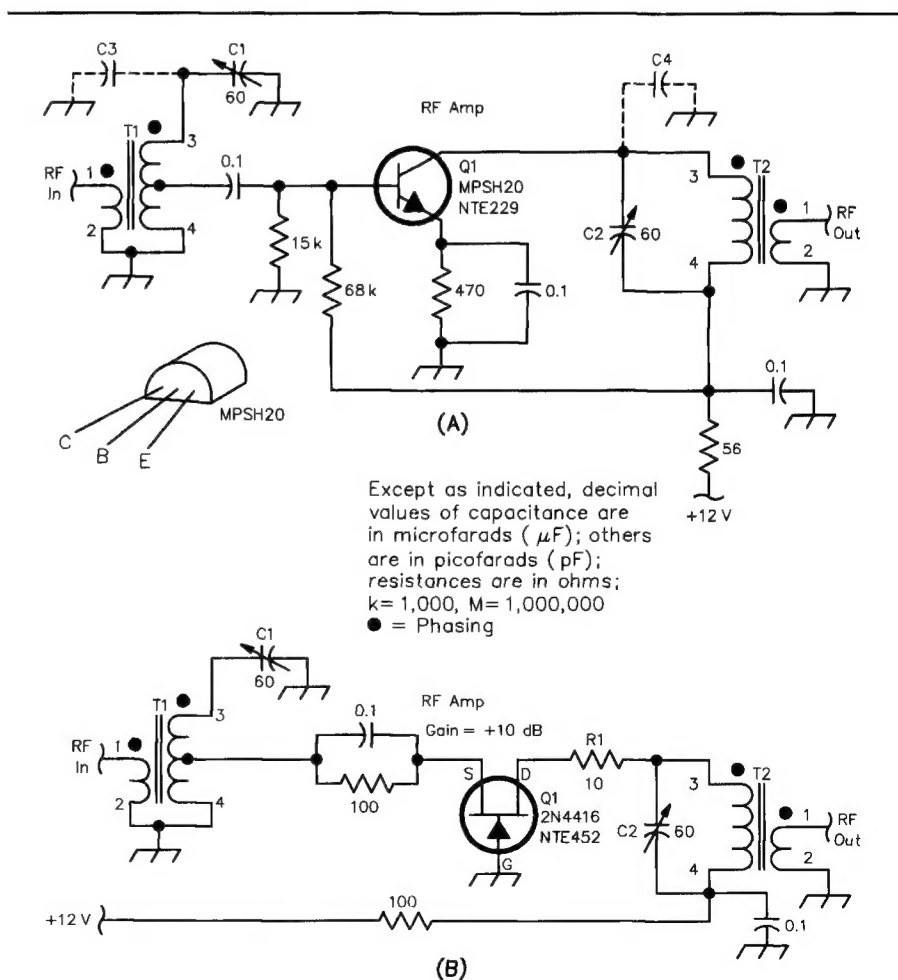 C3
C1
60
C4
RF Amp
T1
3
RF
In
1
2
4
0.1
Q1
MPSH20
NTE229
3
T2
1
RF
Out
C2
60
4
2
15 k
68 k
470
0.1
MPSH20
C
B
E
0.1
(A)
56
+12 V
Except as indicated, decimal
values of capacitance are
in microfarads ( µF); others
are in picofarads ( pF);
resistances are in ohms;
k= 1,000, M= 1,000,000
● = Phasing
C1
60
RF Amp
Gain = +10 dB
T1
3
RF
In
1
2
4
0.1
100
S
D
Q1
2N4416
NTE452
G
R1
10
3
T2
1
RF
Out
C2
60
4
2
+12 V
100
0.1
(B)